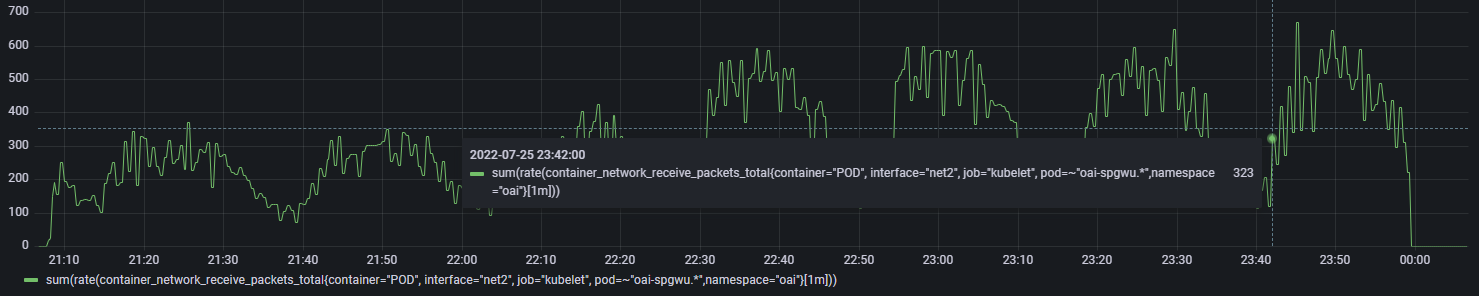 700
600
500
400
300
200
100
0
2022-07-25 23:42:00
sum(rate(container_network_receive_packets_total{container="POD", interface="net2", job="kubelet", pod=~"oai-spgwu.*",namespace 323
="oai"}[1m]))
21:10 21:20 21:30 21:40 21:50 22:00 22:10 22:20 22:30 22:40 22:50 23:00 23:10 23:20 23:30 23:40 23:50 00:00
sum(rate(container_network_receive_packets_total{container="POD", interface="net2", job="kubelet", pod=~"oai-spgwu.*",namespace="oai"}[1m]))